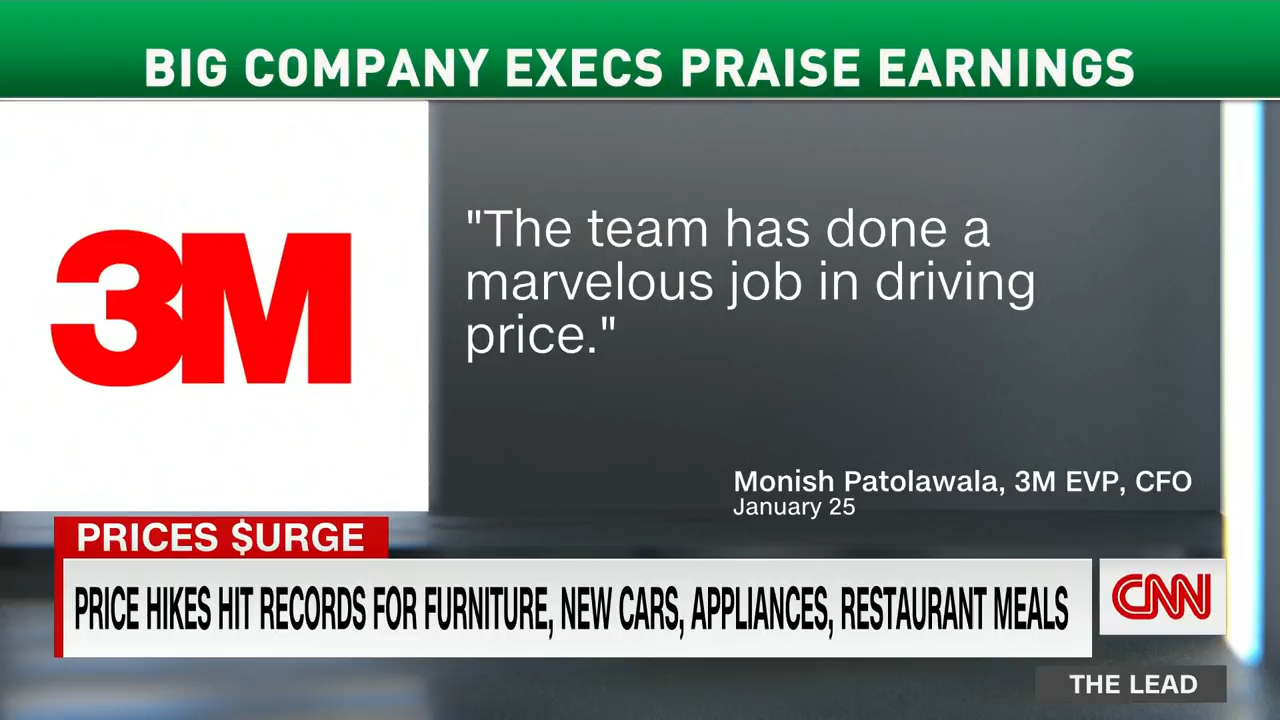 BIG COMPANY EXECS PRAISE EARNINGS
3M
"The team has done a
marvelous job in driving
price."
Monish Patolawala, 3M EVP, CFO
January 25
PRICES $URGE
PRICE HIKES HIT RECORDS FOR FURNITURE, NEW CARS, APPLIANCES, RESTAURANT MEALS
CNN
THE LEAD